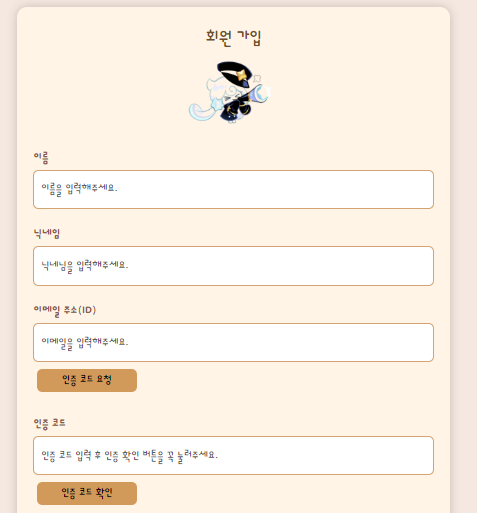 회원 가입
이름
이름을 입력해주세요.
닉네임
닉네님을 입력해주세요.
이메일 주소(ID)
이메일을 입력해주세요.
인증 코드 요청
인증 코드
인증 코드 입력 후 인증 확인 버튼을 꼭 눌러주세요.
인증 코드 확인